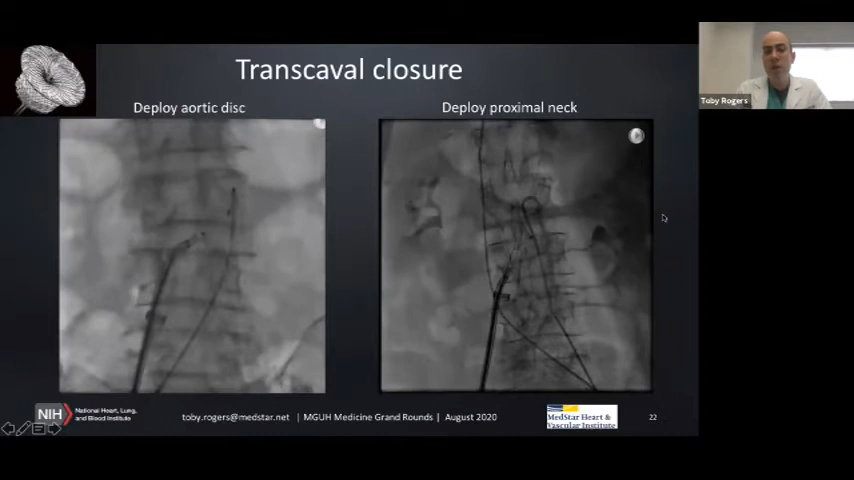 Transcaval closure
Deploy aortic disc
Deploy proximal neck
Toby Rogers
NIH
National Heart, Lung,
and Blood Institute
toby.rogers@medstar.net | MGUH Medicine Grand Rounds | August 2020
MedStar Heart &
Vascular Institute
22